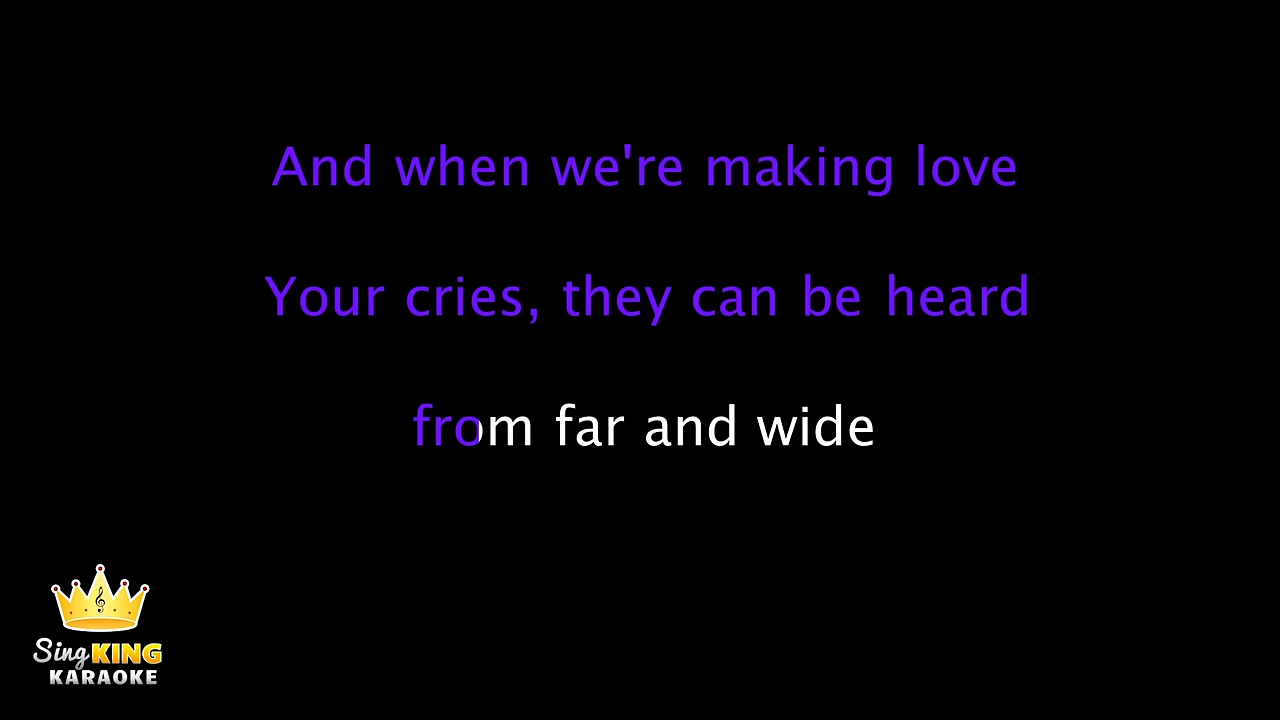 And when we're making love
Your cries, they can be heard
from far and wide
Sing KING
KARAOKE